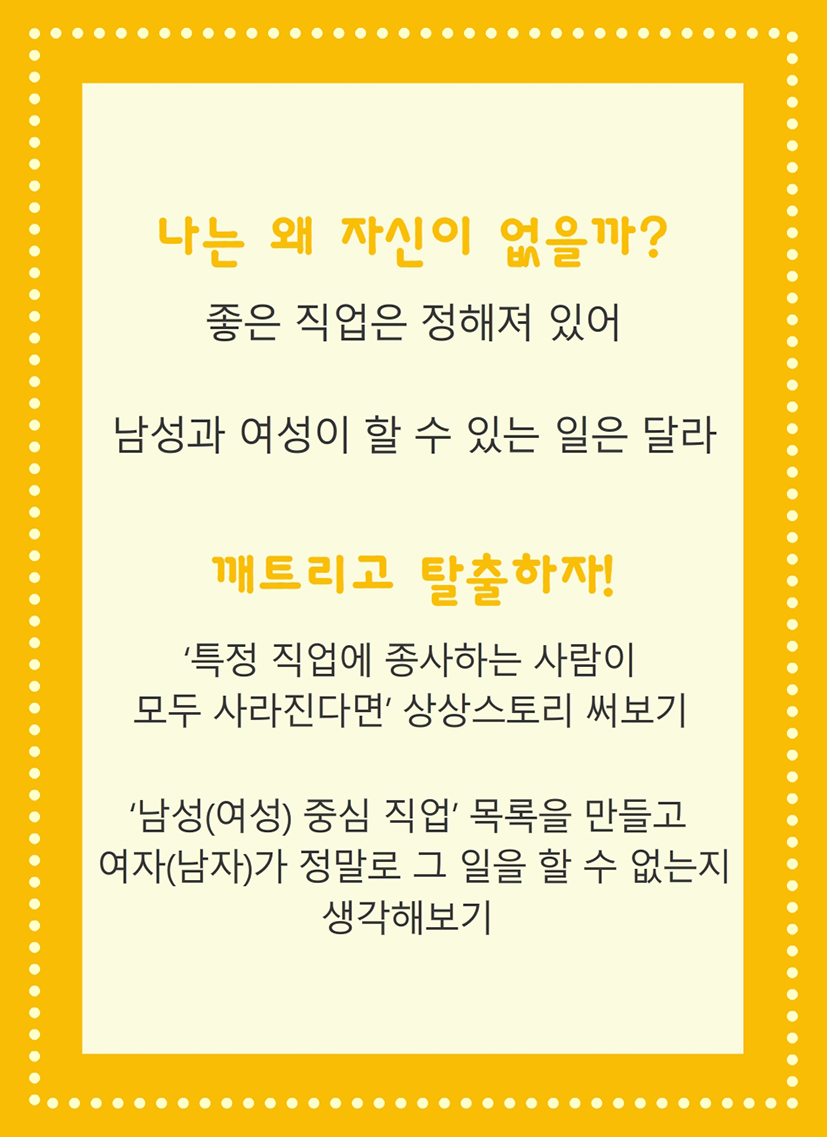 나는 왜 자신이 없을까?
좋은 직업은 정해져 있어
남성과 여성이 할 수 있는 일은 달라
깨트리고 탈출하자!
‘특정 직업에 종사하는 사람이
모두 사라진다면’ 상상스토리 써보기
‘남성(여성) 중심 직업’ 목록을 만들고
여자(남자)가 정말로 그 일을 할 수 없는지
생각해보기